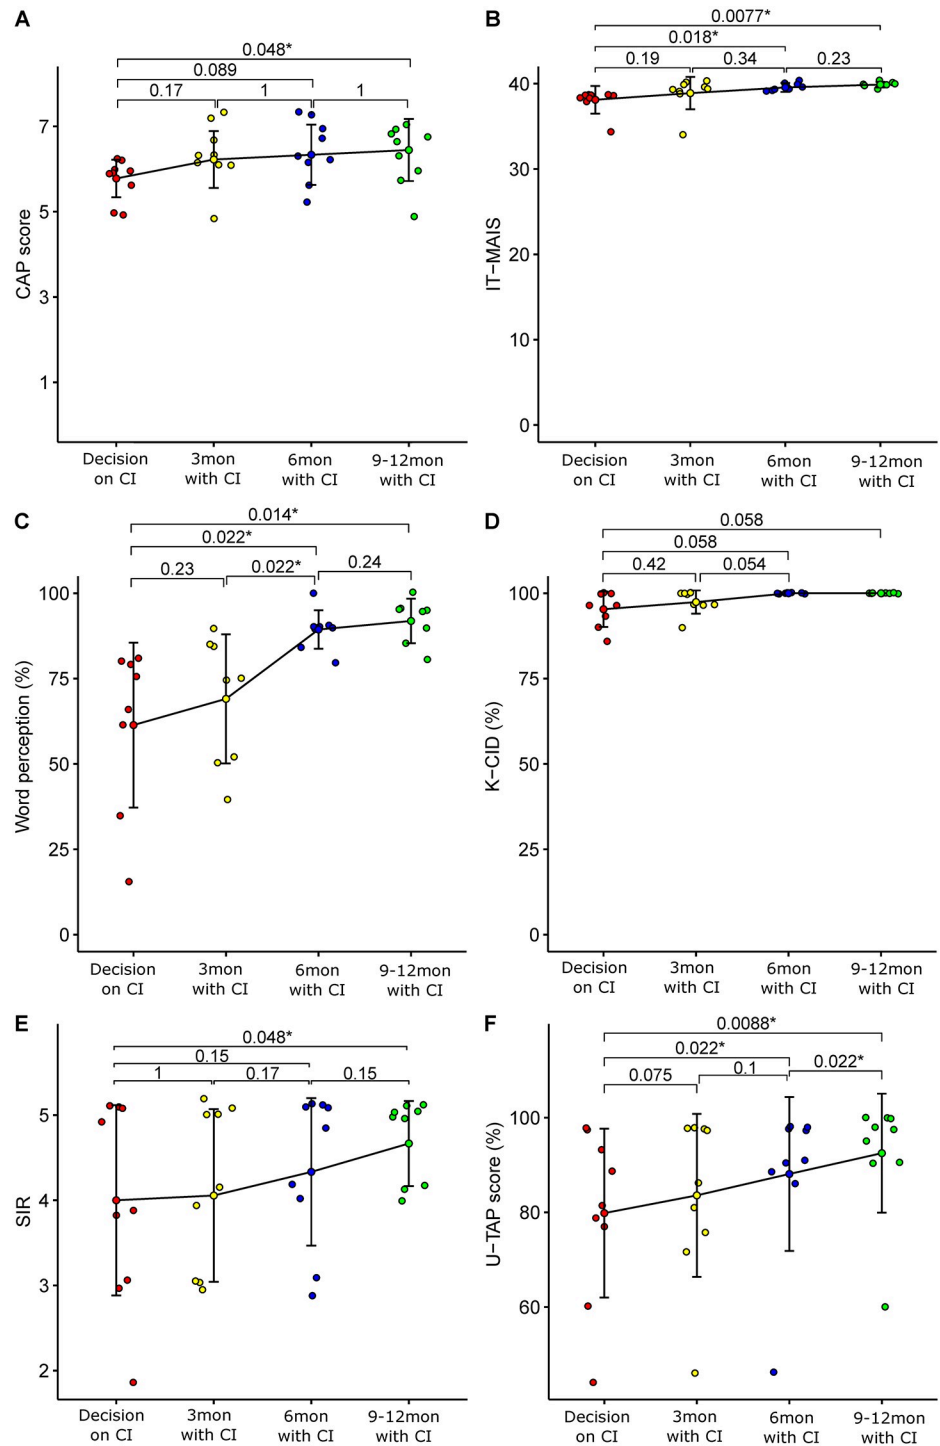 A
0.048*
0.089
0.17
1
1
7
5
3
1
CAP score
Decision
on CI
3mon
with CI
6mon
with CI
9-12mon
with CI
B
0.0077*
0.018*
0.19
0.34
0.23
40
30
20
10
0
IT−MAIS
Decision
on CI
3mon
with CI
6mon
with CI
9-12mon
with CI
C
0.014*
0.022*
0.23
0.022*
0.24
100
75
50
25
0
Word perception (%)
Decision
on CI
3mon
with CI
6mon
with CI
9-12mon
with CI
D
0.058
0.058
0.42
0.054
100
75
50
25
0
K−CID (%)
Decision
on CI
3mon
with CI
6mon
with CI
9-12mon
with CI
E
0.048*
0.15
1
0.17
0.15
5
4
3
2
SIR
Decision
on CI
3mon
with CI
6mon
with CI
9-12mon
with CI
F
0.0088*
0.022*
0.075
0.1
0.022*
100
80
60
U−TAP score (%)
Decision
on CI
3mon
with CI
6mon
with CI
9-12mon
with CI